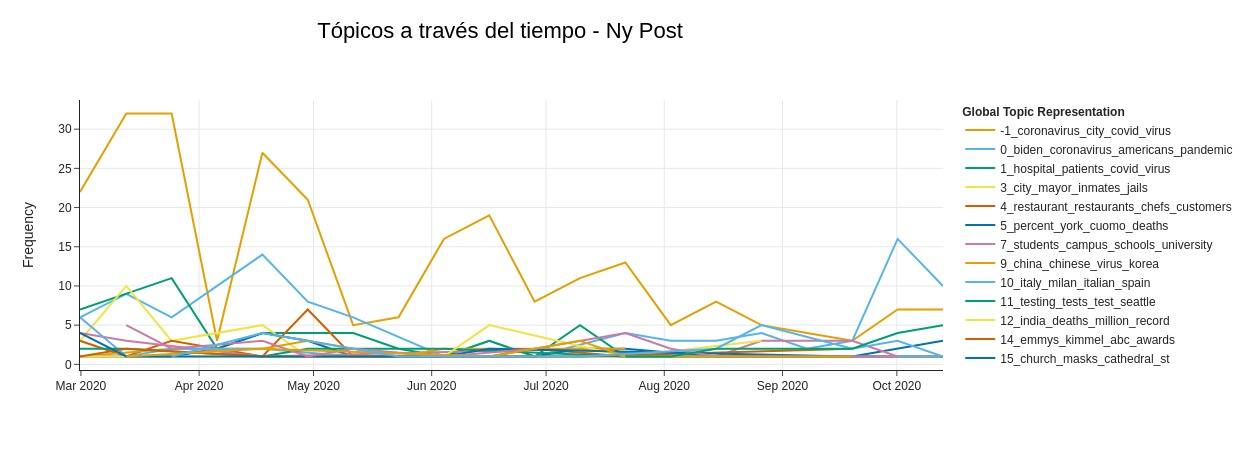 Tópicos a través del tiempo - Ny Post
Global Topic Representation
-1_coronavirus_city_covid_virus
0_biden_coronavirus_americans_pandemic
1_hospital_patients_covid_virus
3_city_mayor_inmates_jails
4_restaurant_restaurants_chefs_customers
5_percent_york_cuomo_deaths
7_students_campus_schools_university
9_china_chinese_virus_korea
10_italy_milan_italian_spain
11_testing_tests_test_seattle
12_india_deaths_million_record
14_emmys_kimmel_abc_awards
15_church_masks_cathedral_st
Frequency
30
25
20
15
10
5
0
Mar 2020 Apr 2020 May 2020 Jun 2020 Jul 2020 Aug 2020 Sep 2020 Oct 2020